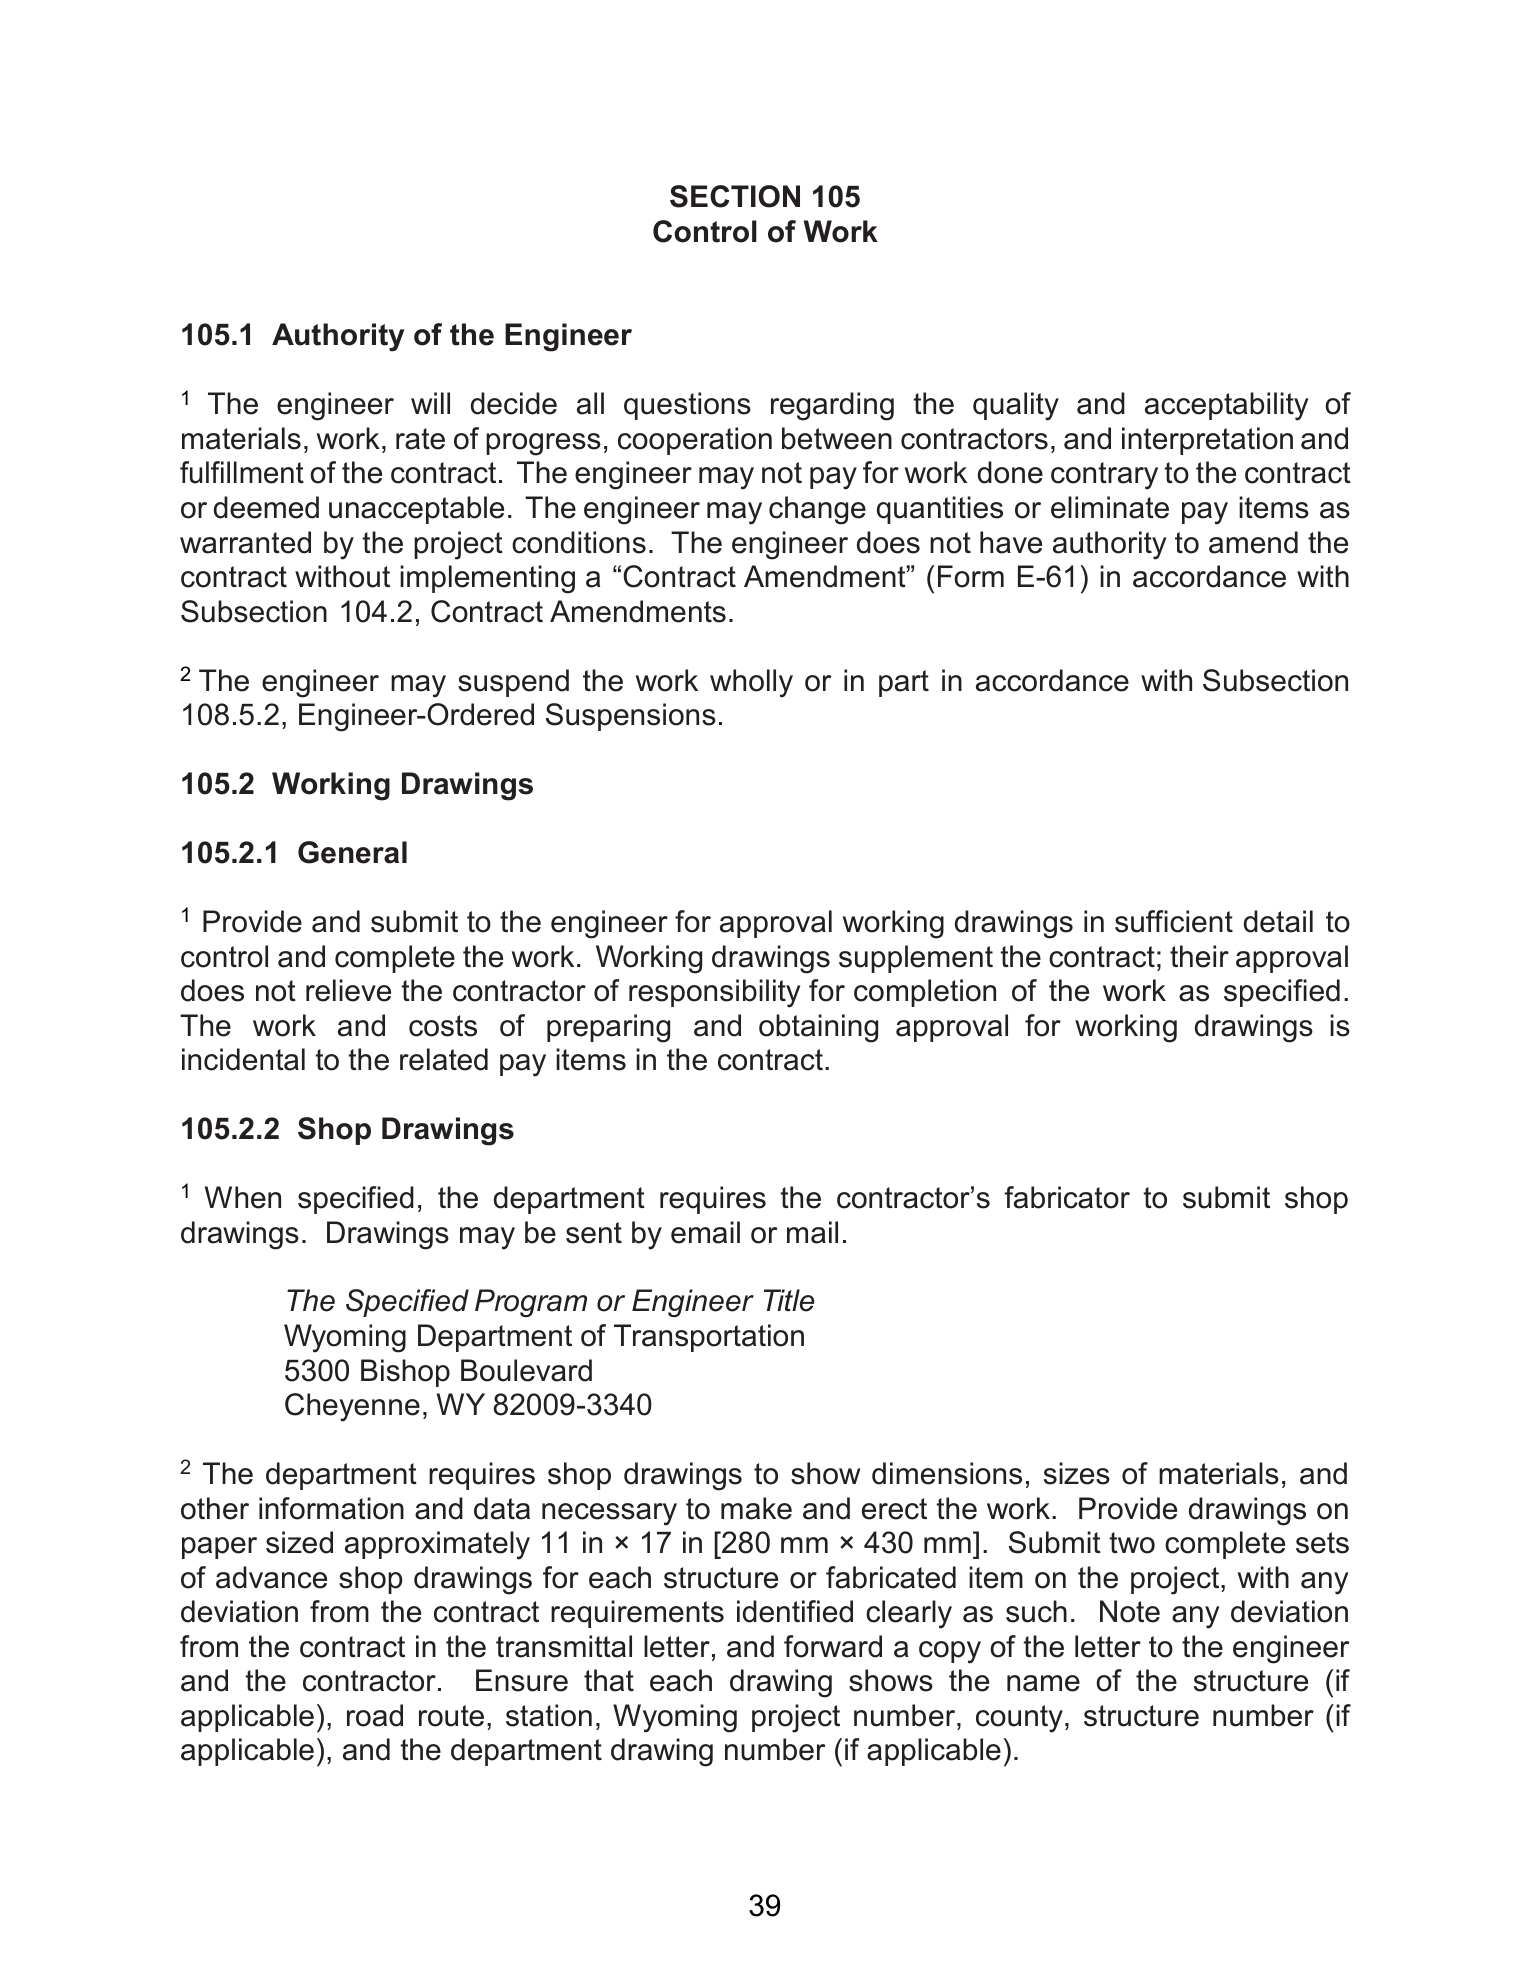 SECTION 105
Control of Work
105.1 Authority of the Engineer
1 The engineer will decide all questions regarding the quality and acceptability of
materials, work, rate of progress, cooperation between contractors, and interpretation and
fulfillment of the contract. The engineer may not pay for work done contrary to the contract
or deemed unacceptable. The engineer may change quantities or eliminate pay items as
warranted by the project conditions. The engineer does not have authority to amend the
contract without implementing a “Contract Amendment” (Form E-61) in accordance with
Subsection 104.2, Contract Amendments.
2 The engineer may suspend the work wholly or in part in accordance with Subsection
108.5.2, Engineer-Ordered Suspensions.
105.2 Working Drawings
105.2.1 General
1 Provide and submit to the engineer for approval working drawings in sufficient detail to
control and complete the work. Working drawings supplement the contract; their approval
does not relieve the contractor of responsibility for completion of the work as specified.
The work and costs of preparing and obtaining approval for working drawings is
incidental to the related pay items in the contract.
105.2.2 Shop Drawings
1 When specified, the department requires the contractor’s fabricator to submit shop
drawings. Drawings may be sent by email or mail.
The Specified Program or Engineer Title
Wyoming Department of Transportation
5300 Bishop Boulevard
Cheyenne, WY 82009-3340
2 The department requires shop drawings to show dimensions, sizes of materials, and
other information and data necessary to make and erect the work. Provide drawings on
paper sized approximately 11 in × 17 in [280 mm × 430 mm]. Submit two complete sets
of advance shop drawings for each structure or fabricated item on the project, with any
deviation from the contract requirements identified clearly as such. Note any deviation
from the contract in the transmittal letter, and forward a copy of the letter to the engineer
and the contractor. Ensure that each drawing shows the name of the structure (if
applicable), road route, station, Wyoming project number, county, structure number (if
applicable), and the department drawing number (if applicable).
39